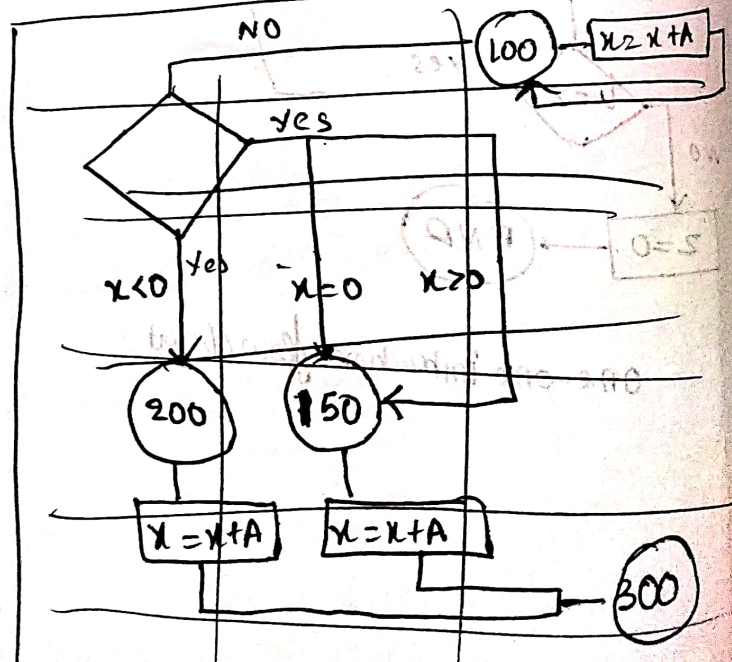 NO
100
x = x+A
Yes
Yes
x<0
x=0
x>0
200
150
x = x+A
x = x+A
300